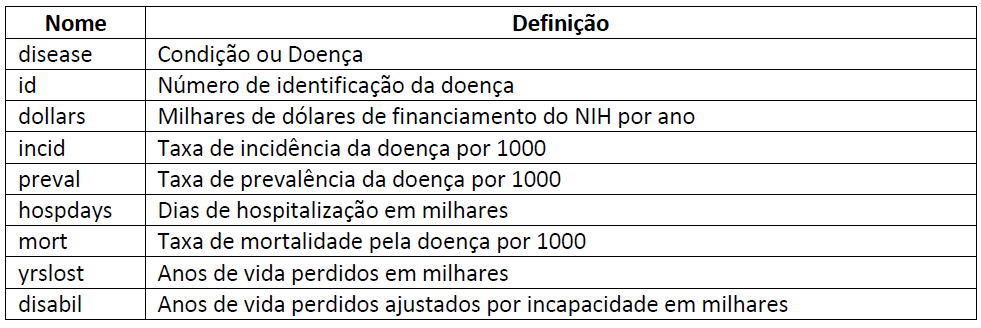 Nome Definição
disease Condição ou Doença
id Número de identificação da doença
dollars Milhares de dólares de financiamento do NIH por ano
incid Taxa de incidência da doença por 1000
preval Taxa de prevalência da doença por 1000
hospdays Dias de hospitalização em milhares
mort Taxa de mortalidade pela doença por 1000
yrslost Anos de vida perdidos em milhares
disabil Anos de vida perdidos ajustados por incapacidade em milhares